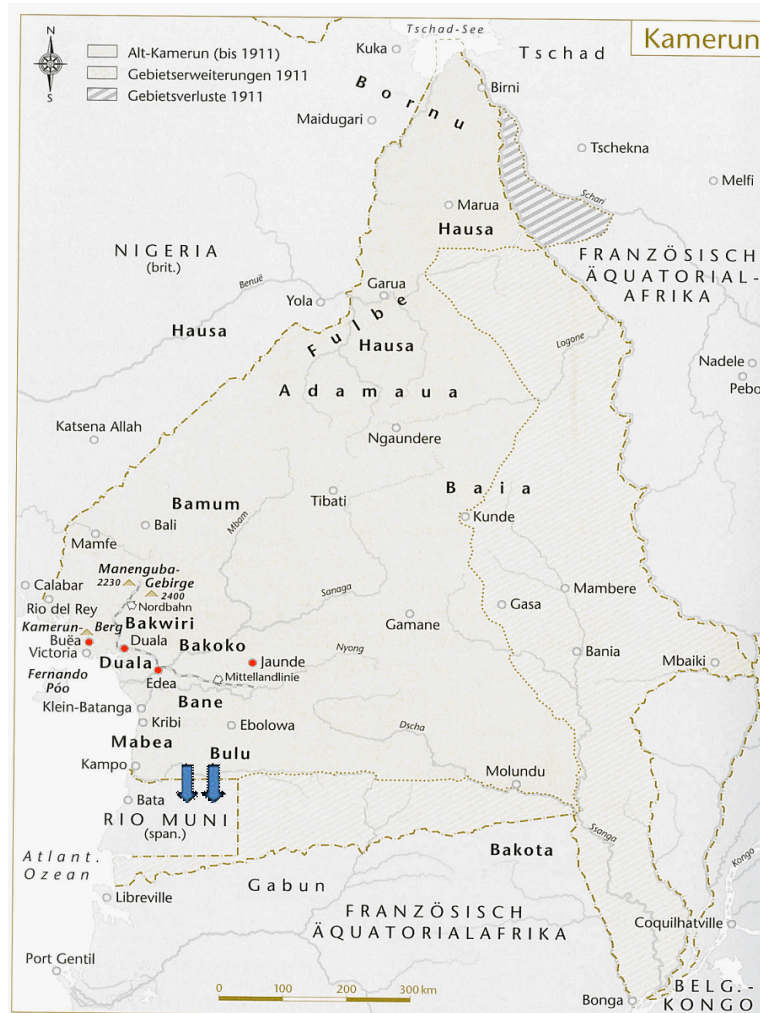 Kamerun
N
S
Alt-Kamerun (bis 1911)
Gebietserweiterungen 1911
Gebietsverluste 1911
Tschad-See
Kuka
Tschad
Birni
Bornu
Maidugari
Tschekna
Melfi
Schari
Marua
Hausa
NIGERIA
(brit.)
FRANZÖSISCH
ÄQUATORIAL-
AFRIKA
Benuë
Garua
Yola
Fulbe
Hausa
Hausa
Logone
Nadele
Pebo
Adamaua
Katsena Allah
Ngaundere
Baia
Bamum
Tibati
Mbam
Kunde
Bali
Mamfe
Manenguba-
2230 Gebirge
2400
Calabar
Nordbahn
Sanaga
Mambere
Rio del Rey
Gasa
Kamerun-Berg
Bakwiri
Gamane
Buëa
Duala
Bakoko
Nyong
Victoria
Duala
Jaunde
Bania
Mbaiki
Fernando
Póo
Edea
Mittellandlinie
Klein-Batanga
Bane
Kribi
Ebolowa
Dscha
Mabea
Bulu
Kampo
Molundu
Bata
RIO MUNI
(span.)
Ssanga
Atlant.
Ozean
Bakota
Kongo
Gabun
Libreville
FRANZÖSISCH
ÄQUATORIALAFRIKA
Coquilhatville
Port Gentil
0 100 200 300 km
BELG.-
KONGO
Bonga